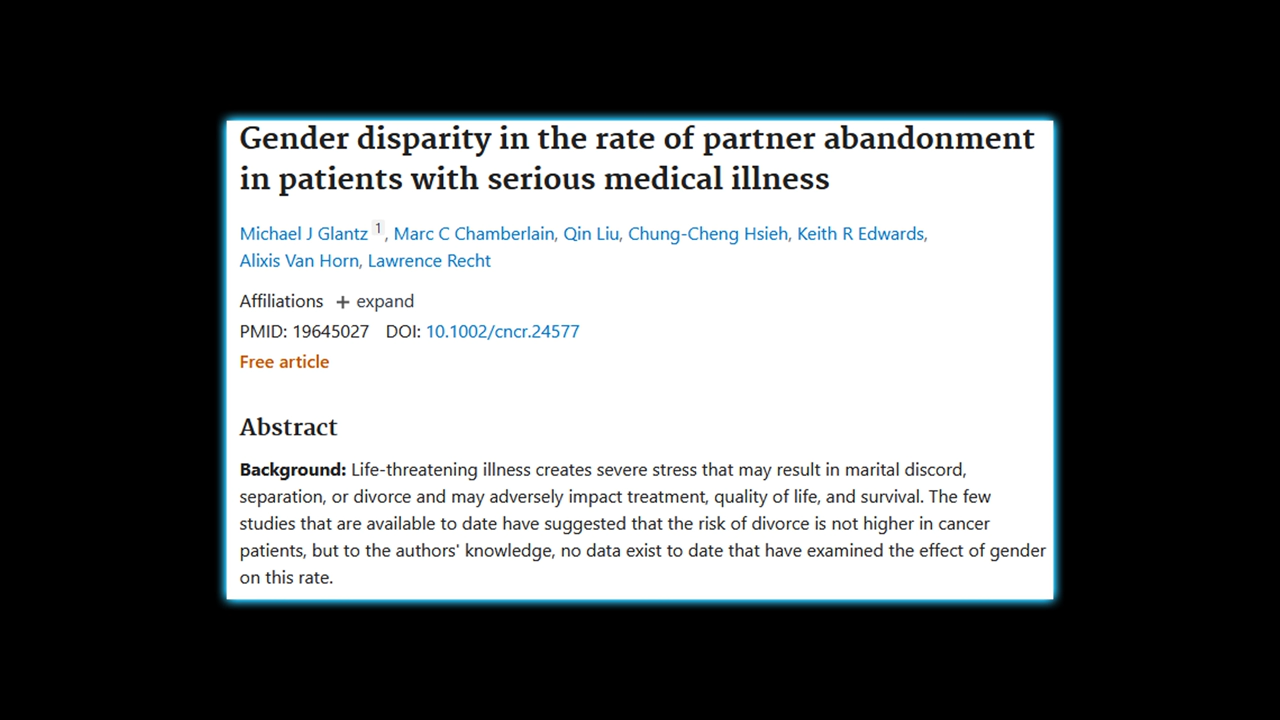 Gender disparity in the rate of partner abandonment
in patients with serious medical illness
Michael J Glantz 1, Marc C Chamberlain, Qin Liu, Chung-Cheng Hsieh, Keith R Edwards,
Alixis Van Horn, Lawrence Recht
Affiliations + expand
PMID: 19645027 DOI: 10.1002/cncr.24577
Free article
Abstract
Background: Life-threatening illness creates severe stress that may result in marital discord,
separation, or divorce and may adversely impact treatment, quality of life, and survival. The few
studies that are available to date have suggested that the risk of divorce is not higher in cancer
patients, but to the authors' knowledge, no data exist to date that have examined the effect of gender
on this rate.